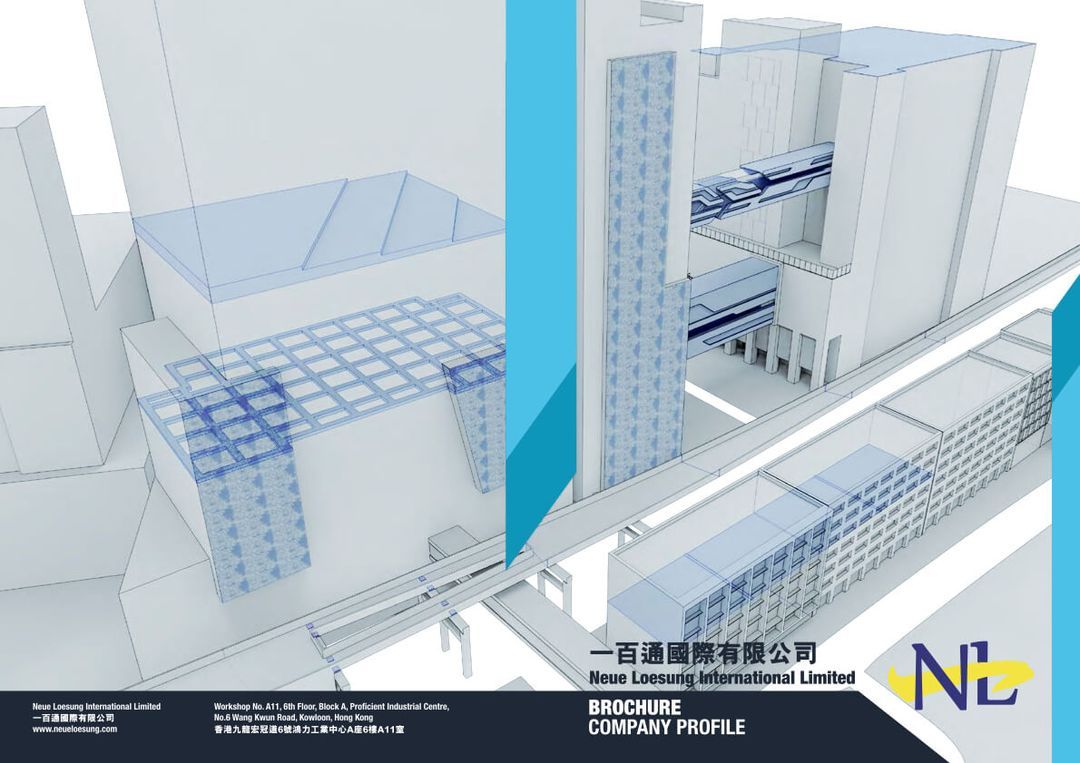 一百通國際有限公司
Neue Loesung International Limited
BROCHURE
COMPANY PROFILE
NL
Neue Loesung International Limited
一百通國際有限公司
www.neueloesung.com
Workshop No. A11, 6th Floor, Block A, Proficient Industrial Centre,
No.6 Wang Kwun Road, Kowloon, Hong Kong
香港九龍宏冠道6號鴻力工業中心A座6樓A11室